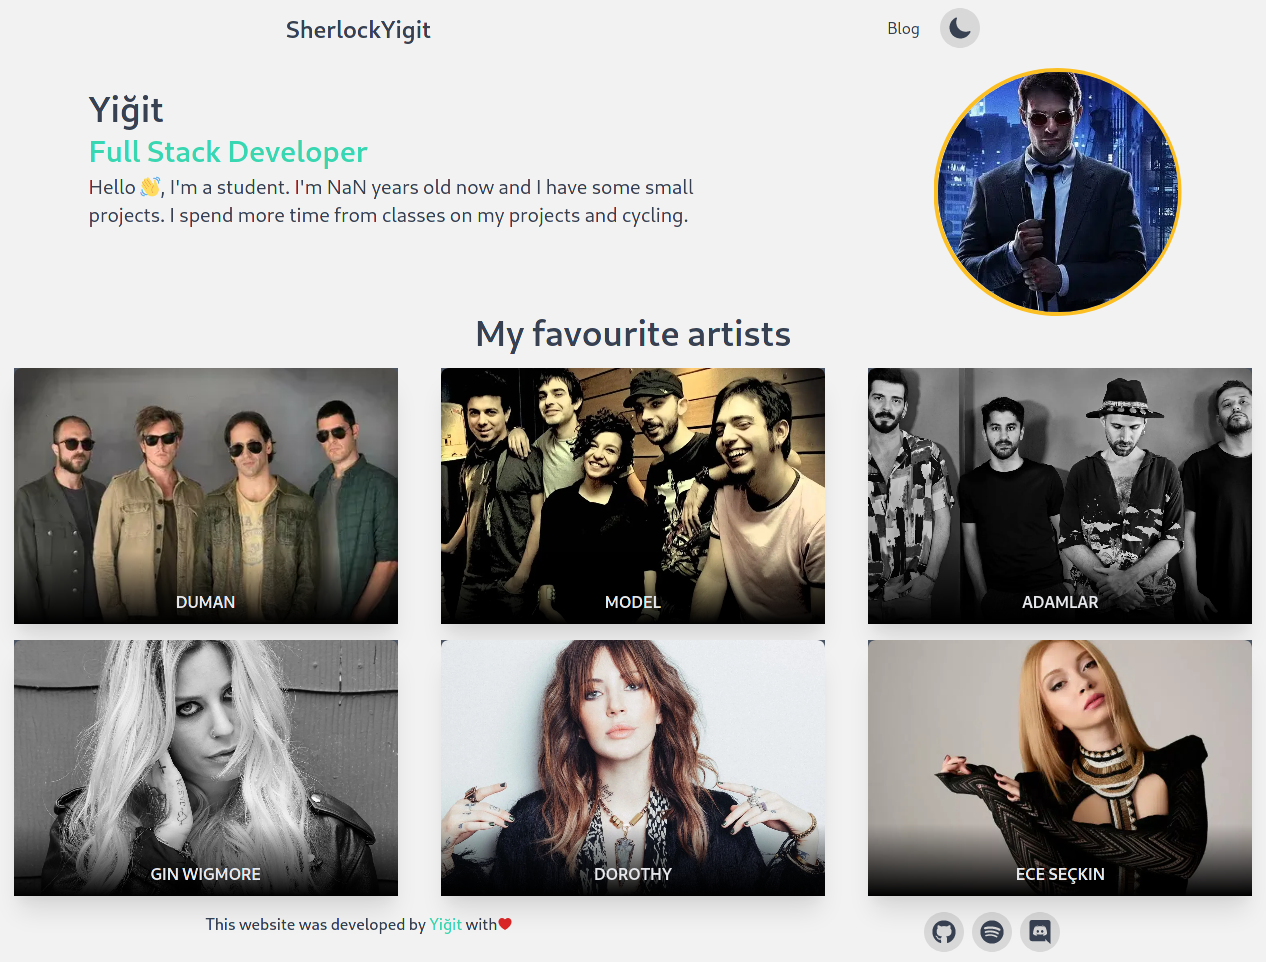 SherlockYigit
Blog
Yiğit
Full Stack Developer
Hello 👋, I'm a student. I'm NaN years old now and I have some small
projects. I spend more time from classes on my projects and cycling.
My favourite artists
DUMAN
MODEL
ADAMLAR
GIN WIGMORE
DOROTHY
ECE SEÇKIN
This website was developed by Yiğit with❤